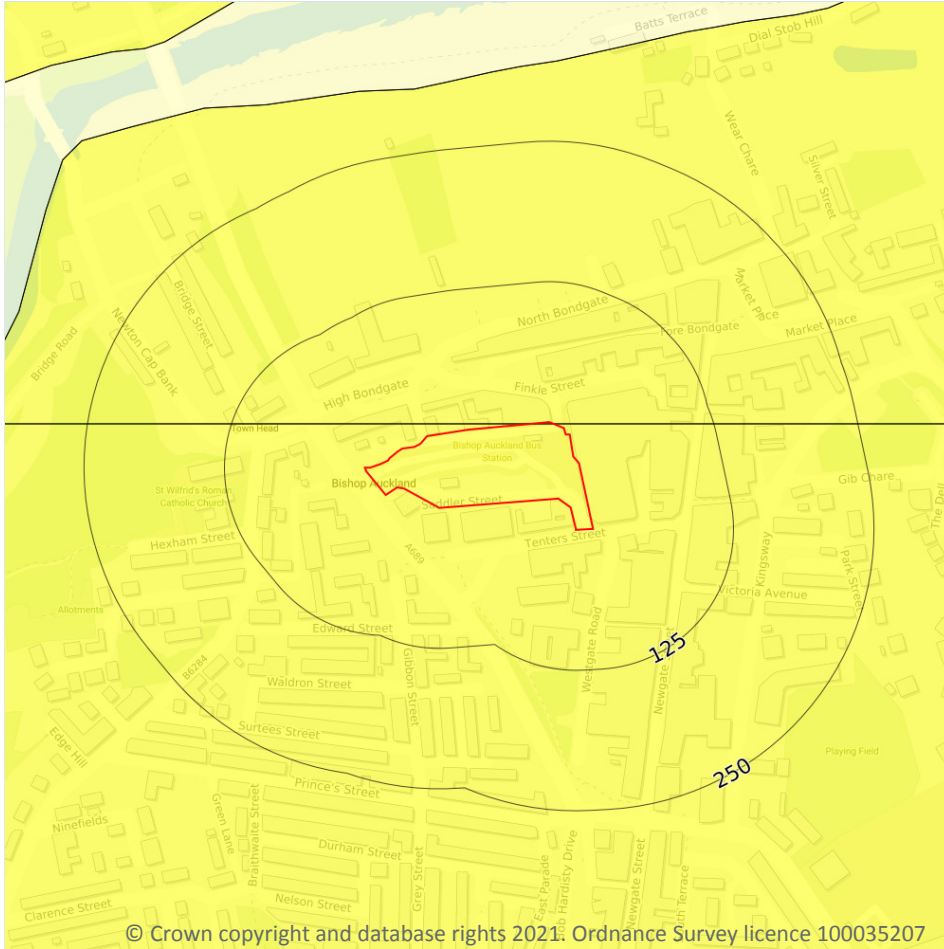 Batts Terrace
Dial Stob Hill
Wear Chare
Silver Street
Bridge Street
Market Place
North Bondgate
Fore Bondgate
Market Place
Newton Cap Bank
Bridge Road
High Bondgate
Finkle Street
Town Head
Bishop Auckland Bus
Station
Bishop Auckland
Saddler Street
St Wilfrid's Roman
Catholic Church
Gib Chare
The Dell
Hexham Street
Tenters Street
A689
Kingsway
Park Street
Victoria Avenue
Allotments
Edward Street
Westgate Road
125
Gibbon Street
B6284
Newgate Street
Waldron Street
Surtees Street
Edge Hill
Playing Field
250
Prince's Street
Green Lane
Braithwaite Street
Ninefields
Durham Street
Grey Street
East Parade
Bob Hardisty Drive
Newgate Street
Clarence Street
Nelson Street
© Crown copyright and database rights 2021. Ordnance Survey licence 100035207